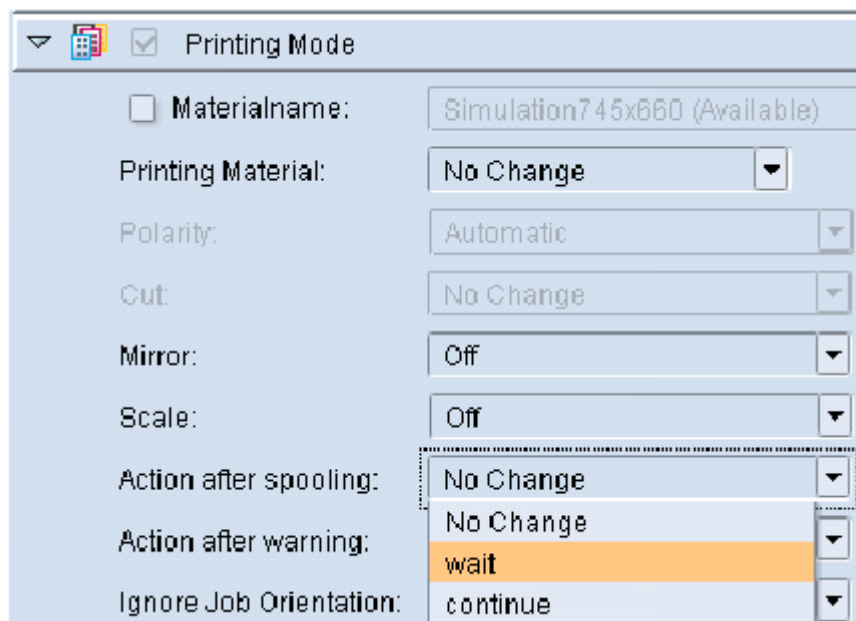 Printing Mode
Materialname: Simulation745x660 (Available)
Printing Material: No Change
Polarity: Automatic
Cut: No Change
Mirror: Off
Scale: Off
Action after spooling: No Change
No Change
Action after warning:
wait
Ignore Job Orientation: continue